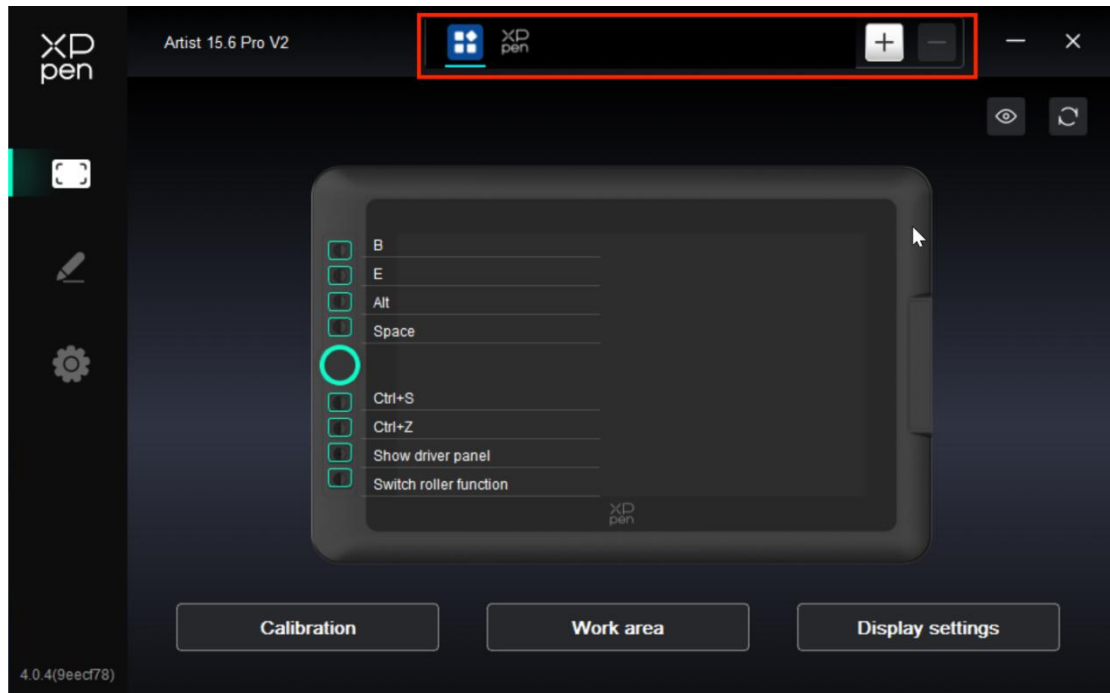 XP
pen
Artist 15.6 Pro V2
XP
pen
B
E
Alt
Space
Ctrl+S
Ctrl+Z
Show driver panel
Switch roller function
XP
pen
Calibration
Work area
Display settings
4.0.4(9eecf78)